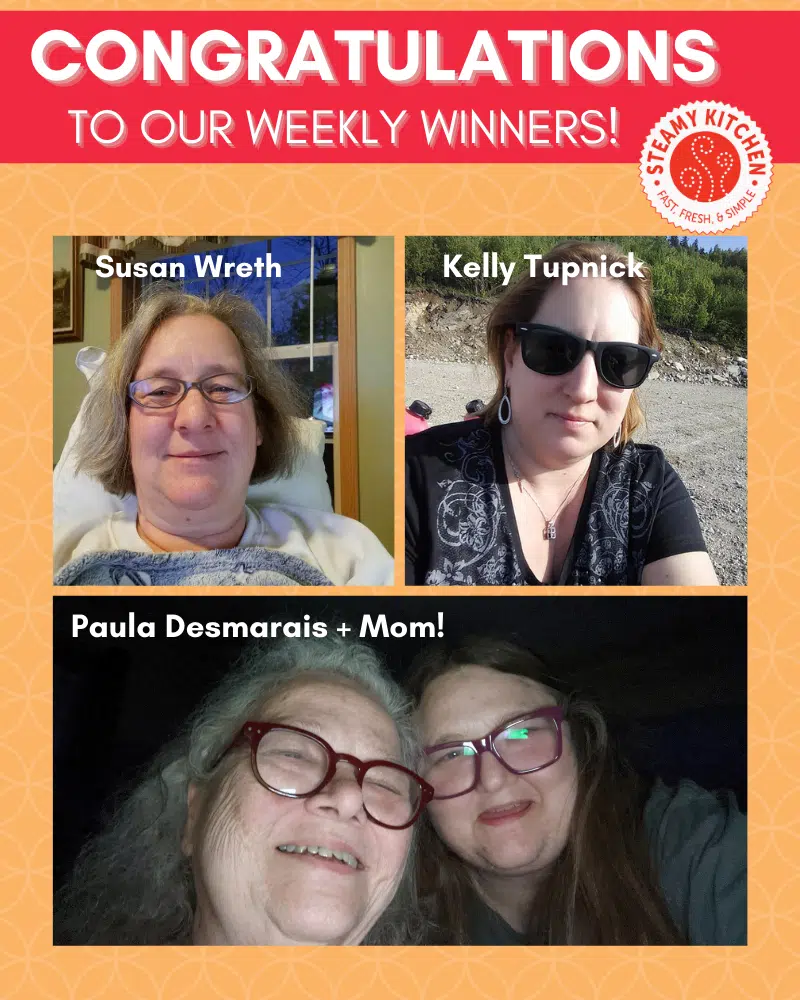 CONGRATULATIONS
TO OUR WEEKLY WINNERS!
STEAMY KITCHEN
FAST, FRESH, & SIMPLE
Susan Wreth
Kelly Tupnick
Paula Desmarais + Mom!